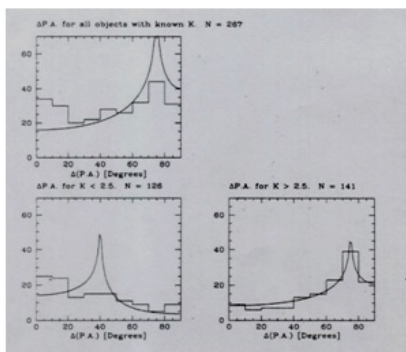 ΔP.A. for all objects with known K. N = 267
60
40
20
0
0 20 40 60 80
Δ(P.A.) [Degrees]
ΔP.A. for K < 2.5. N = 126
60
40
20
0
0 20 40 60 80
Δ(P.A.) [Degrees]
ΔP.A. for K > 2.5. N = 141
60
40
20
0
0 20 40 60 80
Δ(P.A.) [Degrees]